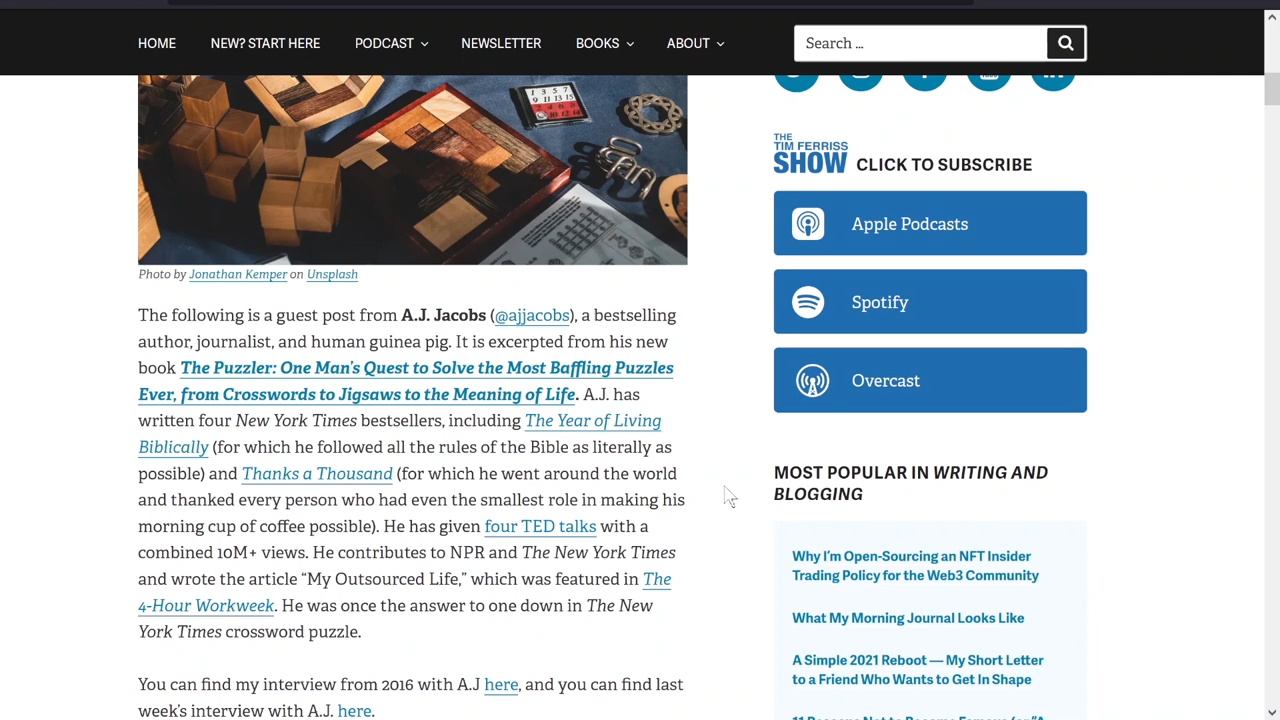 HOME NEW? START HERE PODCAST NEWSLETTER BOOKS ABOUT Search ...
Photo by Jonathan Kemper on Unsplash
The following is a guest post from A.J. Jacobs (@ajjacobs), a bestselling
author, journalist, and human guinea pig. It is excerpted from his new
book The Puzzler: One Man's Quest to Solve the Most Baffling Puzzles
Ever, from Crosswords to Jigsaws to the Meaning of Life. A.J. has
written four New York Times bestsellers, including The Year of Living
Biblically (for which he followed all the rules of the Bible as literally as
possible) and Thanks a Thousand (for which he went around the world
and thanked every person who had even the smallest role in making his
morning cup of coffee possible). He has given four TED talks with a
combined 10M+ views. He contributes to NPR and The New York Times
and wrote the article “My Outsourced Life,” which was featured in The
4-Hour Workweek. He was once the answer to one down in The New
York Times crossword puzzle.
You can find my interview from 2016 with A.J here, and you can find last
week's interview with A.J. here.
THE
TIM FERRISS
SHOW CLICK TO SUBSCRIBE
Apple Podcasts
Spotify
Overcast
MOST POPULAR IN WRITING AND
BLOGGING
Why I'm Open-Sourcing an NFT Insider
Trading Policy for the Web3 Community
What My Morning Journal Looks Like
A Simple 2021 Reboot — My Short Letter
to a Friend Who Wants to Get In Shape